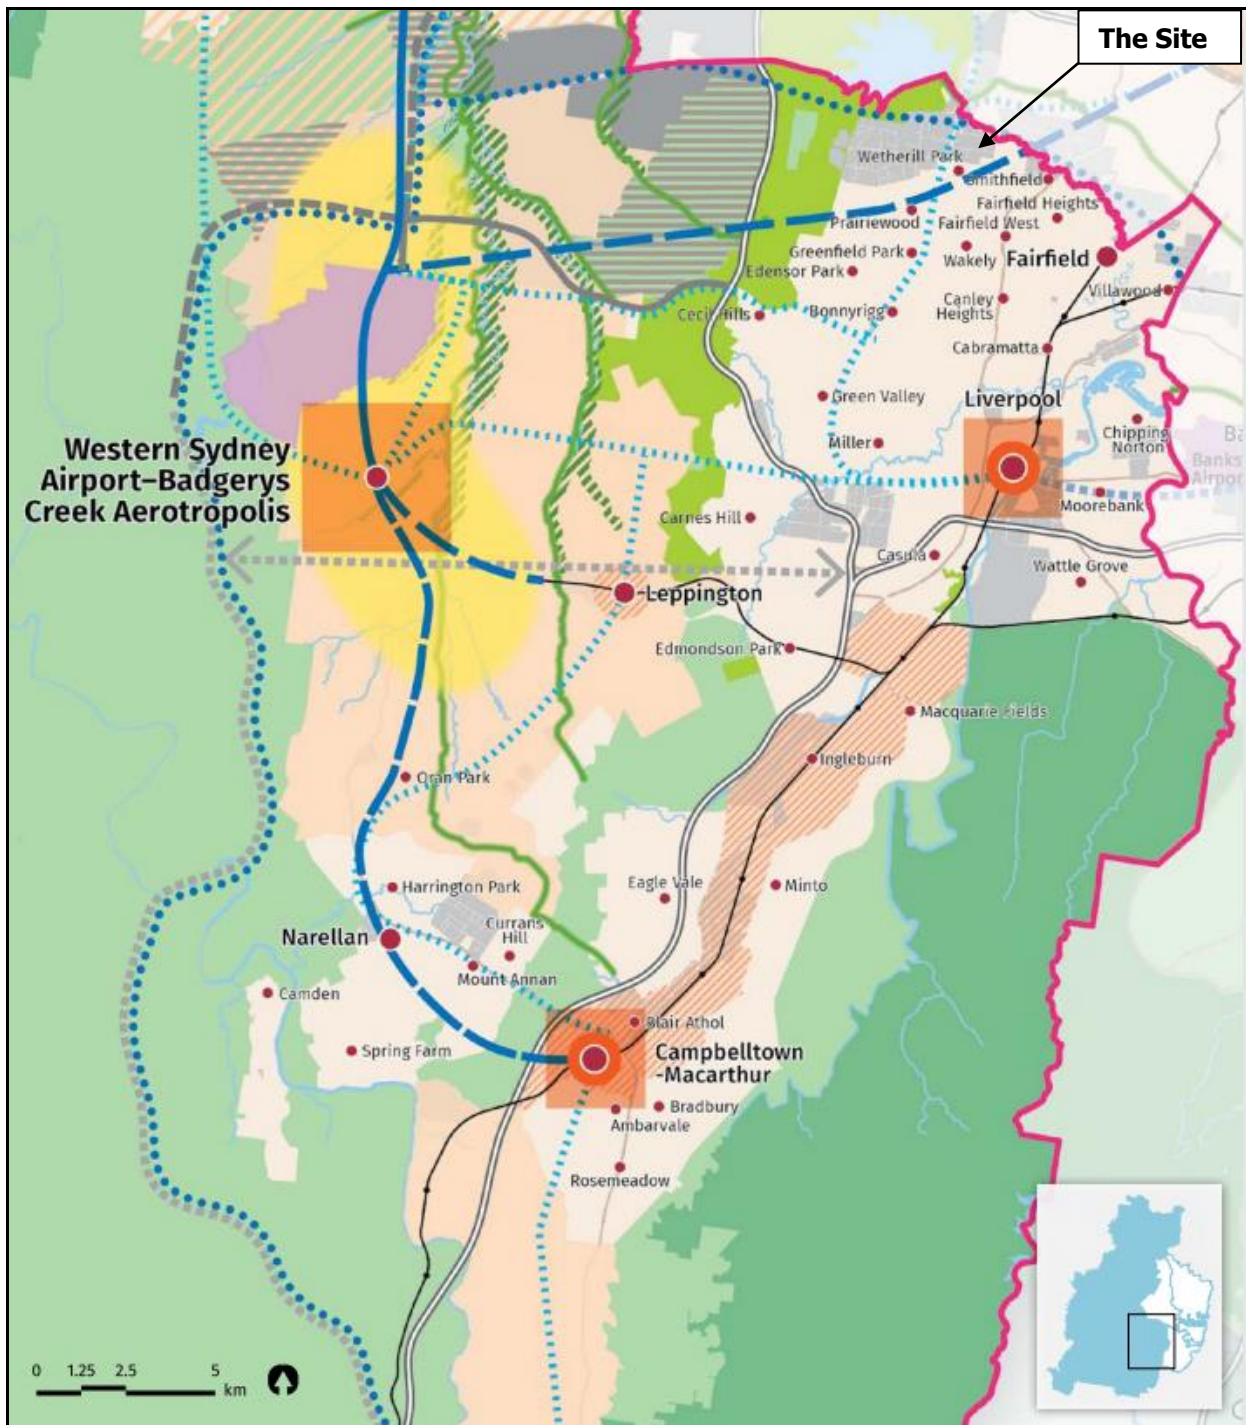 The Site
Wetherill Park
Smithfield
Fairfield Heights
Prairiewood
Fairfield West
Greenfield Park
Wakely
Fairfield
Edensor Park
Villawood
Cecil Hills
Bonnyrigg
Canley
Heights
Cabramatta
Green Valley
Liverpool
Miller
Chipping
Norton
Ba
Banks
Airpor
Western Sydney
Airport–Badgerys
Creek Aerotropolis
Moorebank
Carnes Hill
Casula
Wattle Grove
Leppington
Edmondson Park
Macquarie Fields
Ingleburn
Oran Park
Harrington Park
Eagle Vale
Minto
Currans
Hill
Narellan
Mount Annan
Camden
Blair Athol
Spring Farm
Campbelltown
-Macarthur
Bradbury
Ambarvale
Rosemeadow
0 1.25 2.5 5
km